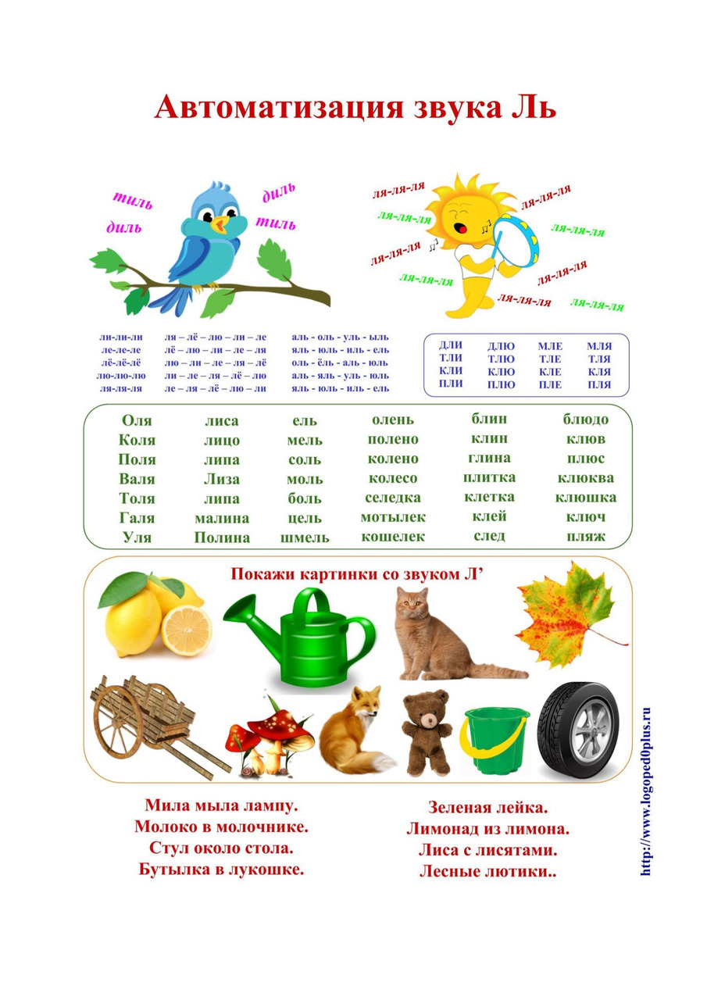 Автоматизация звука Ль
тиль
диль
диль
тиль
ля-ля-ля
ля-ля-ля
ля-ля-ля
ля-ля-ля
ля-ля-ля
ля-ля-ля
ля-ля-ля
ля-ля-ля
ля-ля-ля
ли-ли-ли ля – лё – лю – ли – ле аль - оль - уль - ыль
ле-ле-ле лё – лю – ли – ле – ля яль - юль - иль - ель
лё-лё-лё лю – ли – ле – ля – лё оль - ёль - аль - юль
лю-лю-лю ли – ле – ля – лё – лю аль - яль - уль - юль
ля-ля-ля ле – ля – лё – лю – ли яль - юль - иль - ель
ДЛИ ДЛЮ МЛЕ МЛЯ
ТЛИ ТЛЮ ТЛЕ ТЛЯ
КЛИ КЛЮ КЛЕ КЛЯ
ПЛИ ПЛЮ ПЛЕ ПЛЯ
Оля лиса ель олень блин блюдо
Коля лицо мель полено клин клюв
Поля липа соль колено глина плюс
Валя Лиза моль колесо плитка клюква
Толя липа боль селедка клетка клюшка
Галя малина цель мотылек клей ключ
Уля Полина шмель кошелек след пляж
Покажи картинки со звуком Л’
Мила мыла лампу.
Молоко в молочнике.
Стул около стола.
Бутылка в лукошке.
Зеленая лейка.
Лимонад из лимона.
Лиса с лисятами.
Лесные лютики..
http://www.logoped0plus.ru